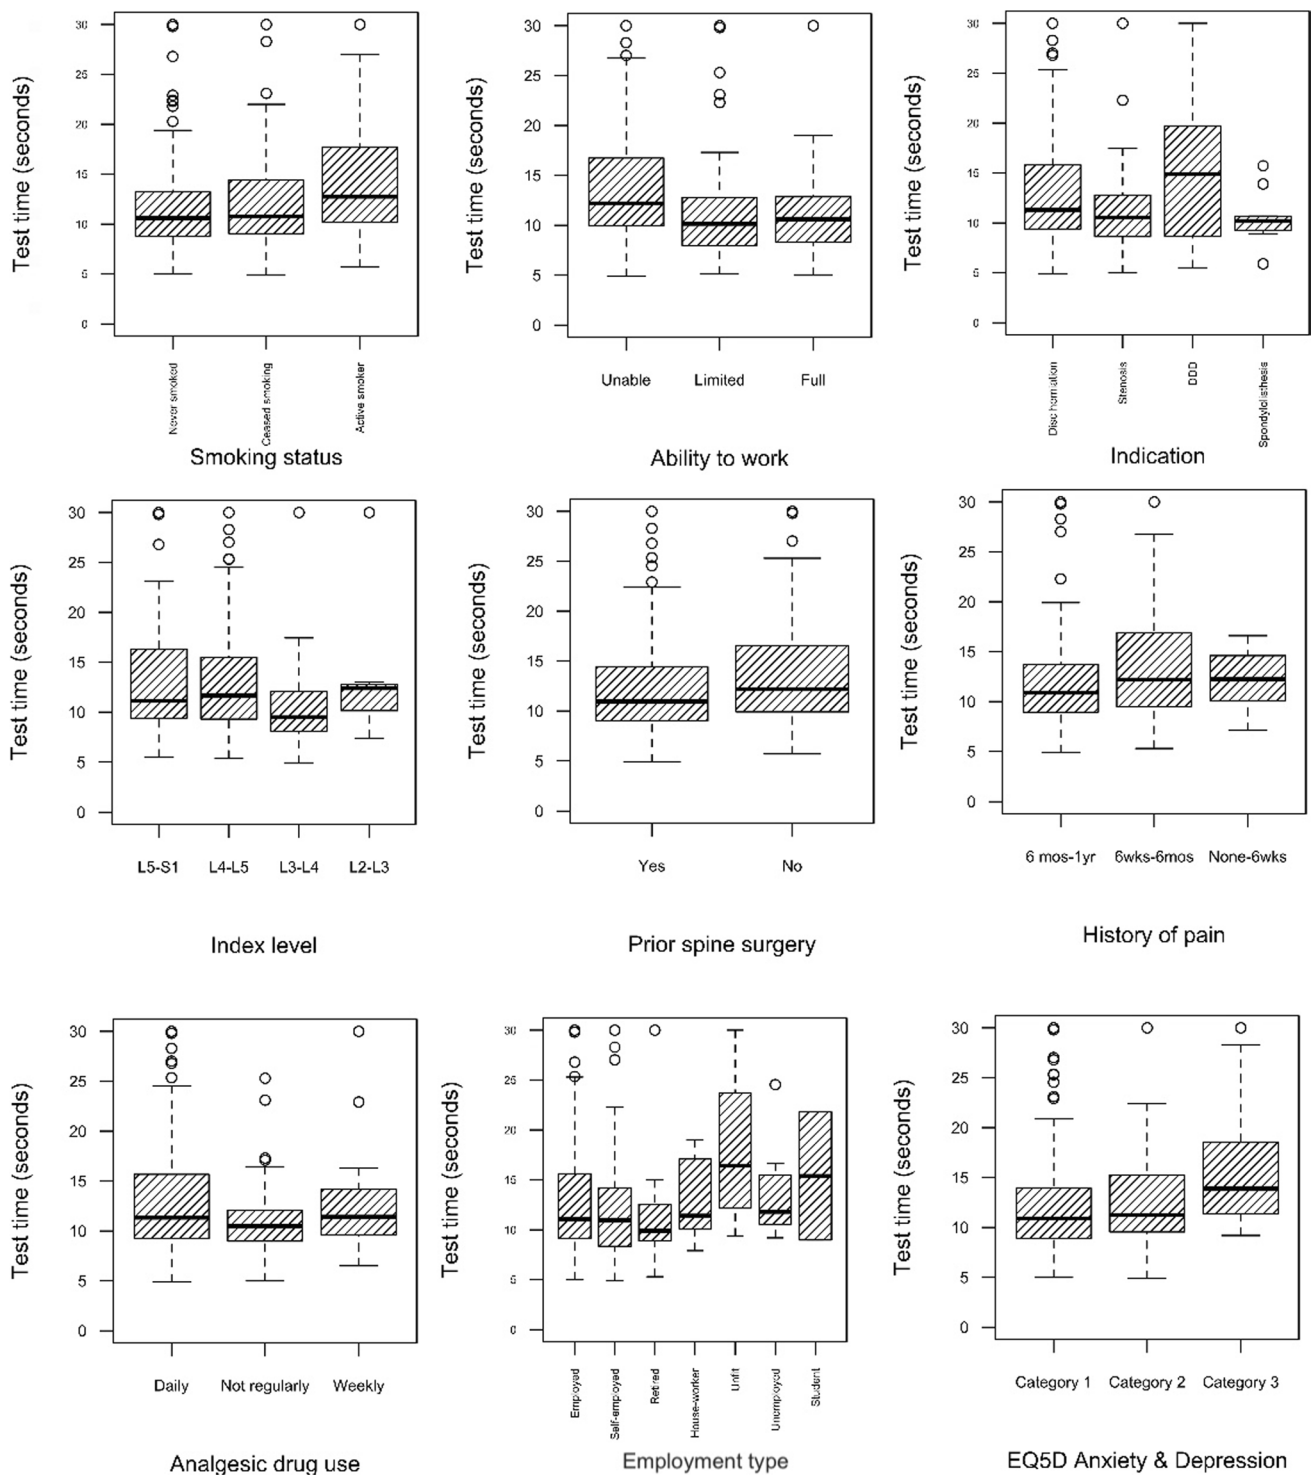 Test time (seconds)
30
25
20
15
10
5
0
Never smoked
Ceased smoking
Active smoker
Smoking status
Test time (seconds)
30
25
20
15
10
5
0
Unable
Limited
Full
Ability to work
Test time (seconds)
30
25
20
15
10
5
0
Disc herniation
Stenosis
DDD
Spondylolisthesis
Indication
Test time (seconds)
30
25
20
15
10
5
0
L5-S1
L4-L5
L3-L4
L2-L3
Index level
Test time (seconds)
30
25
20
15
10
5
0
Yes
No
Prior spine surgery
Test time (seconds)
30
25
20
15
10
5
0
6 mos-1yr
6wks-6mos
None-6wks
History of pain
Test time (seconds)
30
25
20
15
10
5
0
Daily
Not regularly
Weekly
Analgesic drug use
Test time (seconds)
30
25
20
15
10
5
0
Employed
Self-employed
Retired
House-worker
Unfit
Unemployed
Student
Employment type
Test time (seconds)
30
25
20
15
10
5
0
Category 1
Category 2
Category 3
EQ5D Anxiety & Depression